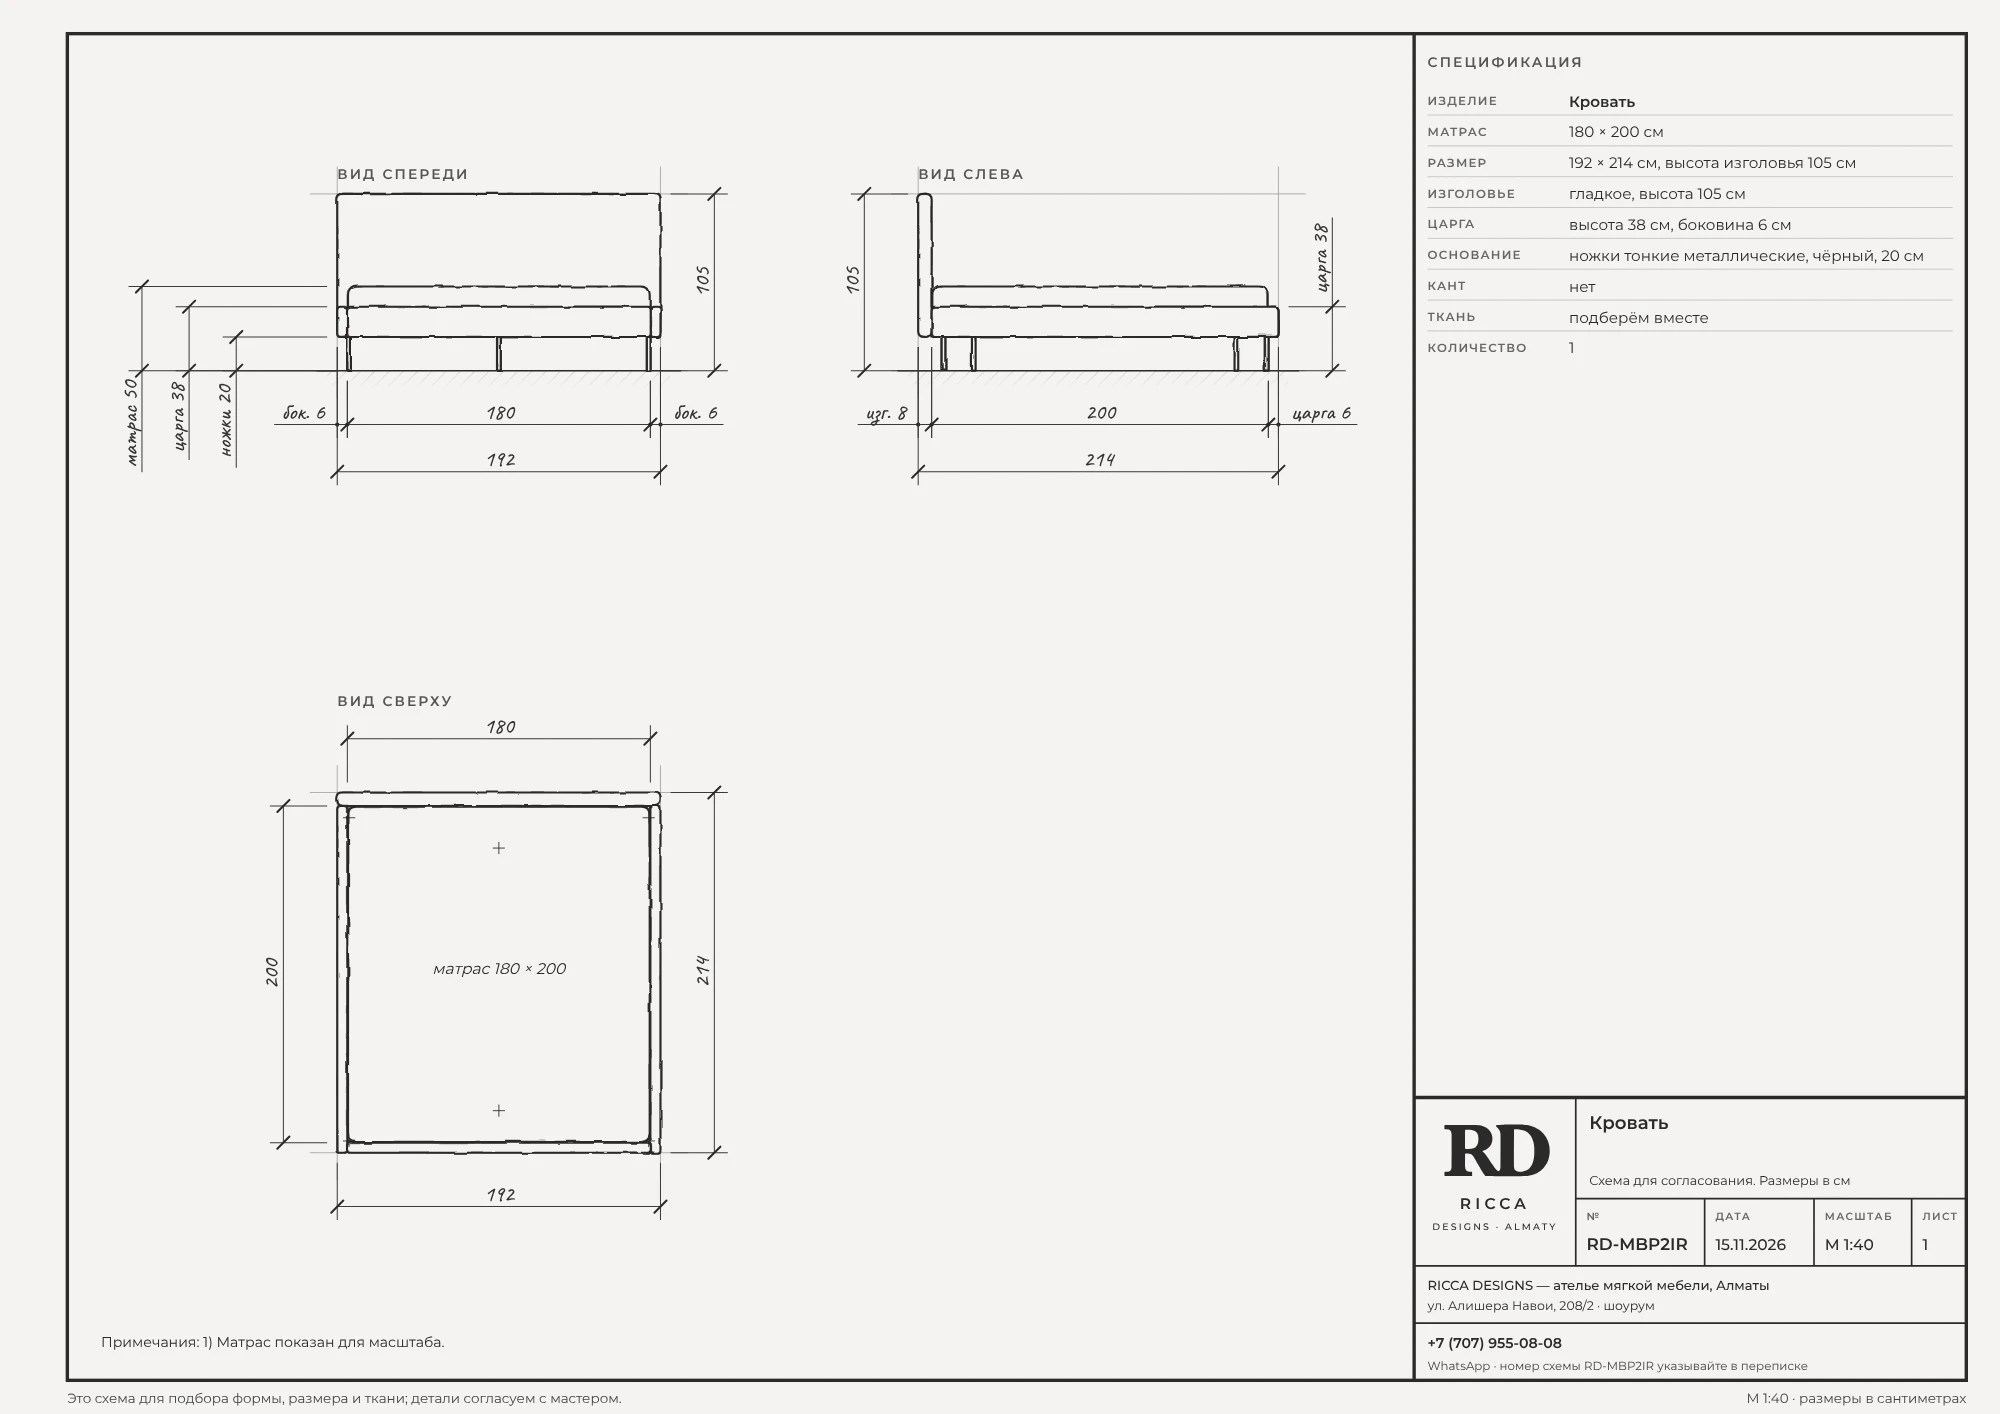 ВИД СПЕРЕДИ
105
матрас 50
царга 38
ножки 20
бок. 6
180
бок. 6
192
ВИД СЛЕВА
105
царга 38
изг. 8
200
царга 6
214
ВИД СВЕРХУ
180
200
матрас 180 × 200
214
192
Примечания: 1) Матрас показан для масштаба.
СПЕЦИФИКАЦИЯ
ИЗДЕЛИЕ Кровать
МАТРАС 180 × 200 см
РАЗМЕР 192 × 214 см, высота изголовья 105 см
ИЗГОЛОВЬЕ гладкое, высота 105 см
ЦАРГА высота 38 см, боковина 6 см
ОСНОВАНИЕ ножки тонкие металлические, чёрный, 20 см
КАНТ нет
ТКАНЬ подберём вместе
КОЛИЧЕСТВО 1
RD
RICCA
DESIGNS · ALMATY
Кровать
Схема для согласования. Размеры в см
№ ДАТА МАСШТАБ ЛИСТ
RD-MBP2IR 15.11.2026 М 1:40 1
RICCA DESIGNS — ателье мягкой мебели, Алматы
ул. Алишера Навои, 208/2 · шоурум
+7 (707) 955-08-08
WhatsApp · номер схемы RD-MBP2IR указывайте в переписке
Это схема для подбора формы, размера и ткани; детали согласуем с мастером.
М 1:40 · размеры в сантиметрах